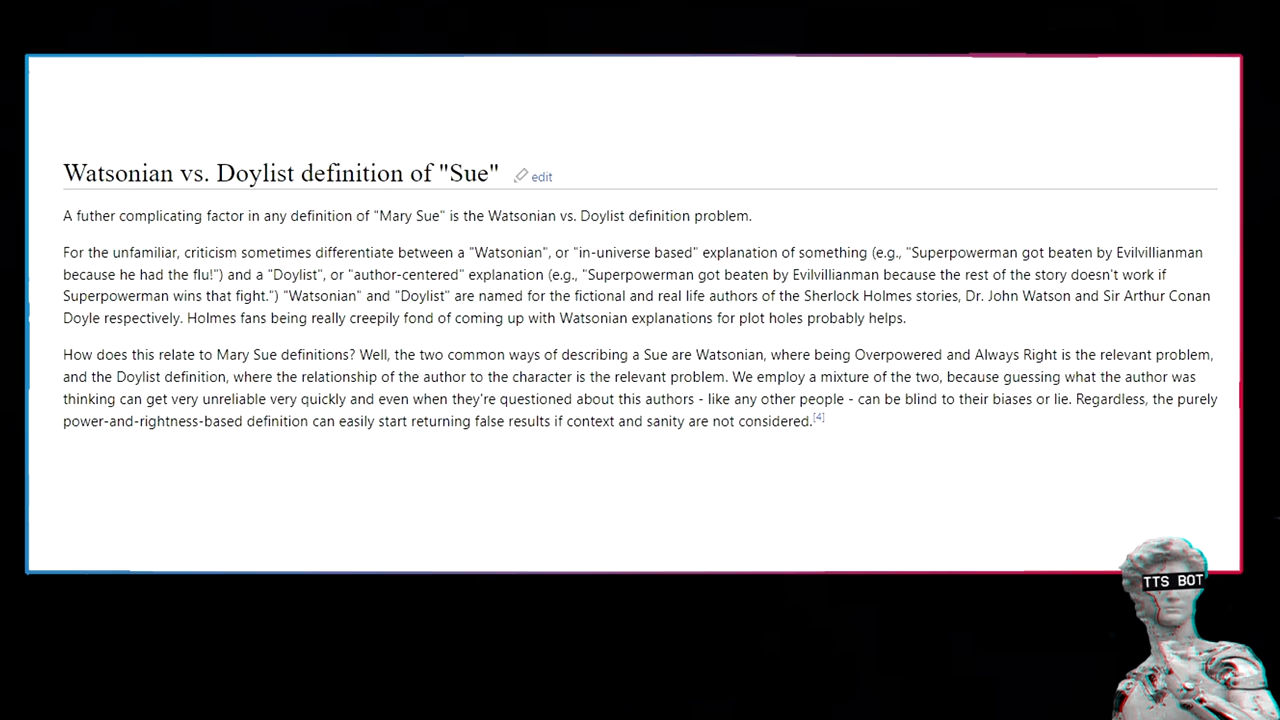 Watsonian vs. Doylist definition of "Sue" edit
A futher complicating factor in any definition of "Mary Sue" is the Watsonian vs. Doylist definition problem.
For the unfamiliar, criticism sometimes differentiate between a "Watsonian", or "in-universe based" explanation of something (e.g., "Superpowerman got beaten by Evilvillianman
because he had the flu!") and a "Doylist", or "author-centered" explanation (e.g., "Superpowerman got beaten by Evilvillianman because the rest of the story doesn't work if
Superpowerman wins that fight.") "Watsonian" and "Doylist" are named for the fictional and real life authors of the Sherlock Holmes stories, Dr. John Watson and Sir Arthur Conan
Doyle respectively. Holmes fans being really creepily fond of coming up with Watsonian explanations for plot holes probably helps.
How does this relate to Mary Sue definitions? Well, the two common ways of describing a Sue are Watsonian, where being Overpowered and Always Right is the relevant problem,
and the Doylist definition, where the relationship of the author to the character is the relevant problem. We employ a mixture of the two, because guessing what the author was
thinking can get very unreliable very quickly and even when they're questioned about this authors - like any other people - can be blind to their biases or lie. Regardless, the purely
power-and-rightness-based definition can easily start returning false results if context and sanity are not considered.[4]
TTS BOT